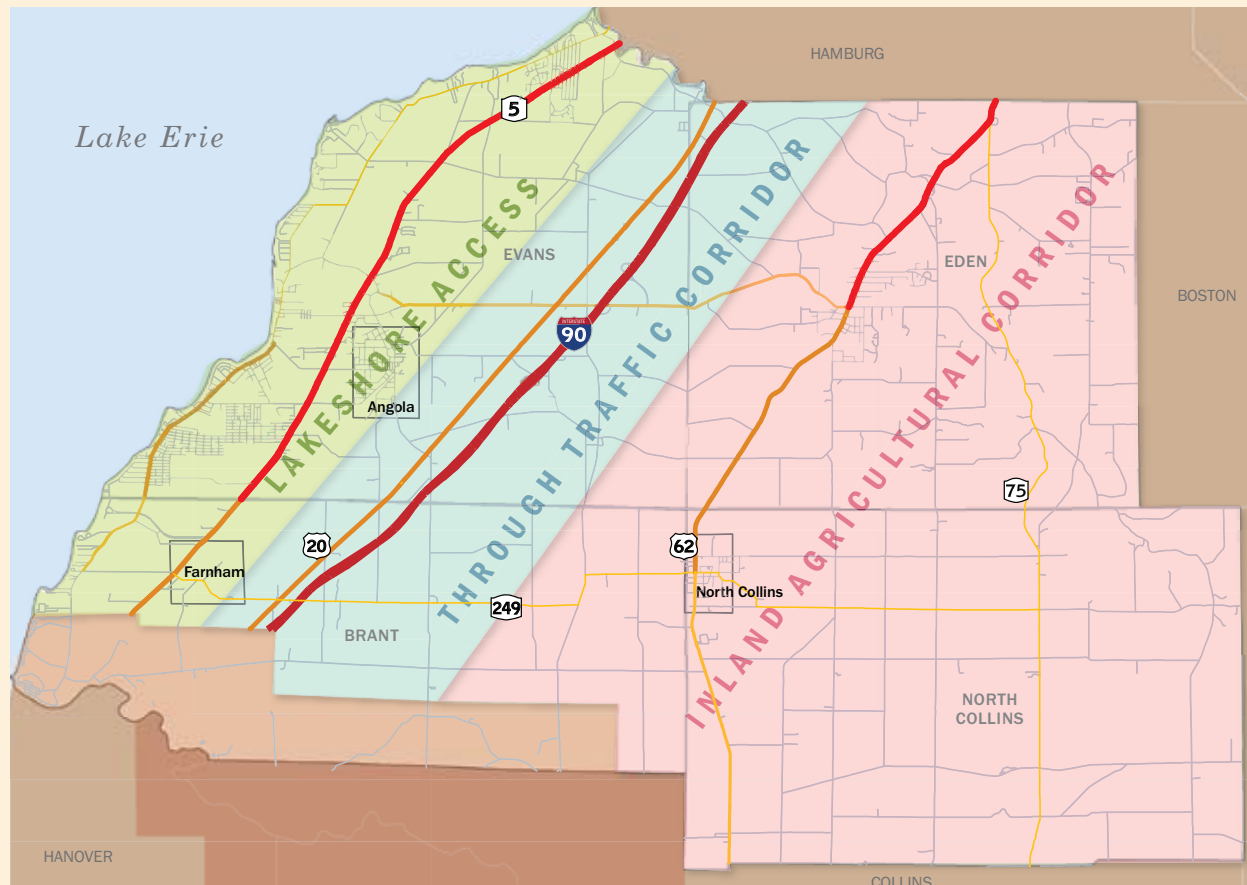 HAMBURG
5
Lake Erie
LAKESHORE ACCESS
THROUGH TRAFFIC CORRIDOR
INLAND AGRICULTURAL CORRIDOR
EVANS
EDEN
BOSTON
INTERSTATE
90
Angola
75
20
62
Farnham
North Collins
249
BRANT
NORTH
COLLINS
HANOVER
COLLINS